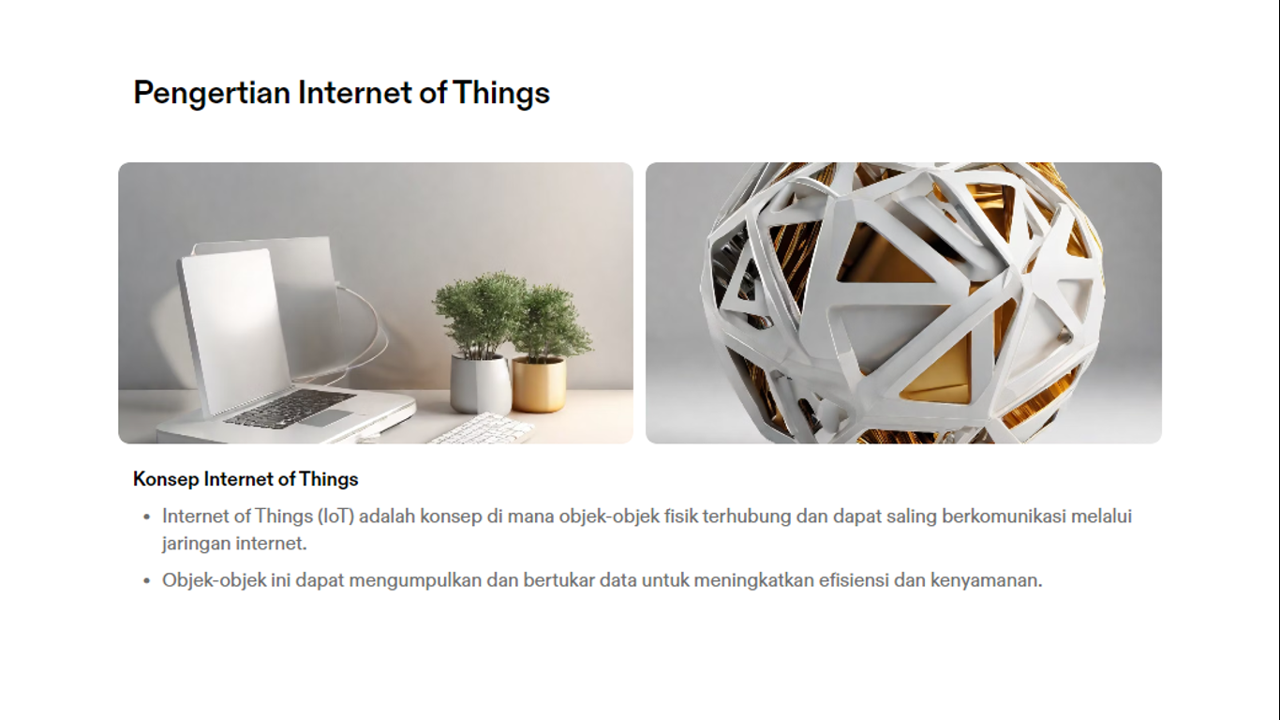 Pengertian Internet of Things
Konsep Internet of Things
• Internet of Things (IoT) adalah konsep di mana objek-objek fisik terhubung dan dapat saling berkomunikasi melalui
jaringan internet.
• Objek-objek ini dapat mengumpulkan dan bertukar data untuk meningkatkan efisiensi dan kenyamanan.